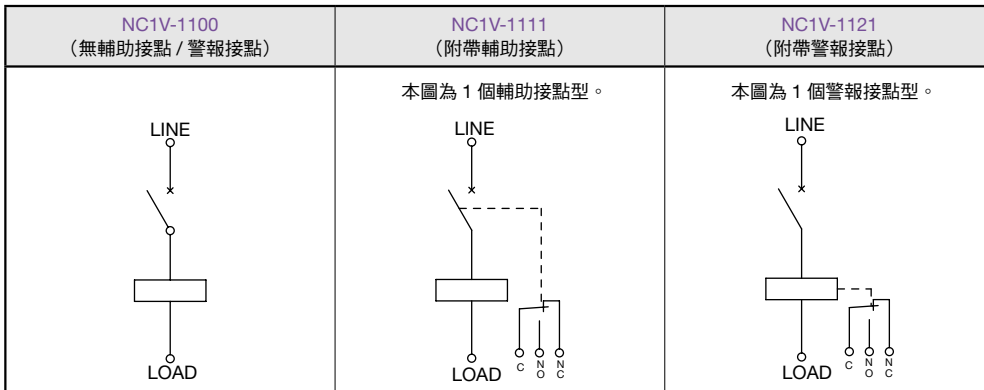 NC1V-1100
（無輔助接點 / 警報接點）
NC1V-1111
（附帶輔助接點）
NC1V-1121
（附帶警報接點）
LINE
LOAD
本圖為 1 個輔助接點型。
LINE
LOAD
C
NO
NC
本圖為 1 個警報接點型。
LINE
LOAD
C
NO
NC